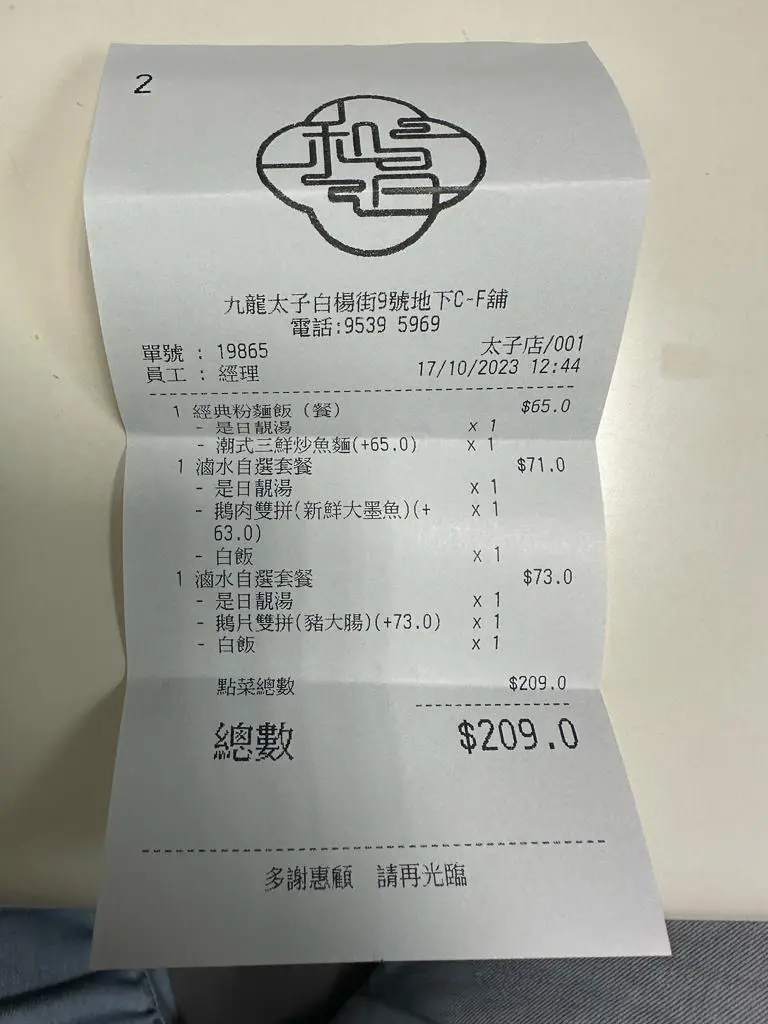 2
九龍太子白楊街9號地下C-F舖
電話:9539 5969
太子店/001
單號 : 19865
員工 : 經理 17/10/2023 12:44
1 經典粉麵飯 (餐) $65.0
- 是日靚湯 x 1
- 潮式三鮮炒魚麵(+65.0) x 1
1 滷水自選套餐 $71.0
- 是日靚湯 x 1
- 鵝肉雙拼(新鮮大墨魚)(+ x 1
63.0)
- 白飯 x 1
1 滷水自選套餐 $73.0
- 是日靚湯 x 1
- 鵝片雙拼(豬大腸)(+73.0) x 1
- 白飯 x 1
點菜總數 $209.0
總數 $209.0
多謝惠顧 請再光臨